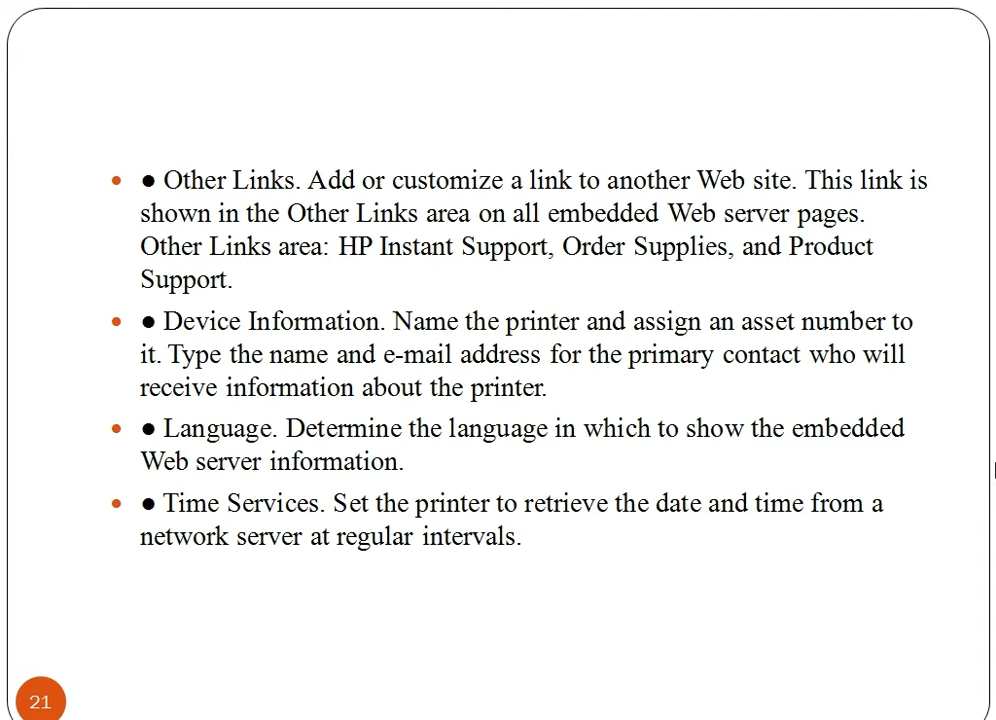 ● Other Links. Add or customize a link to another Web site. This link is
shown in the Other Links area on all embedded Web server pages.
Other Links area: HP Instant Support, Order Supplies, and Product
Support.
● Device Information. Name the printer and assign an asset number to
it. Type the name and e-mail address for the primary contact who will
receive information about the printer.
● Language. Determine the language in which to show the embedded
Web server information.
● Time Services. Set the printer to retrieve the date and time from a
network server at regular intervals.
21